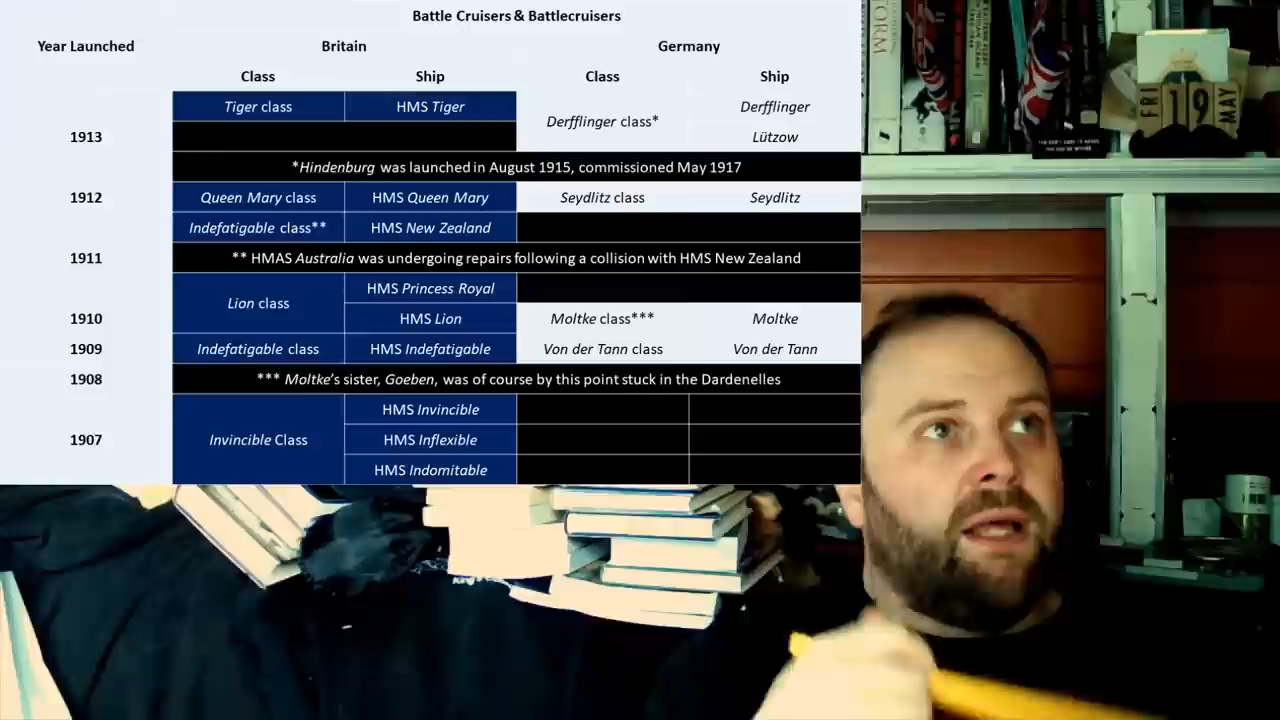 Battle Cruisers & Battlecruisers
Year Launched Britain Germany
Class Ship Class Ship
Tiger class HMS Tiger Derfflinger class* Derfflinger
1913 Lützow
*Hindenburg was launched in August 1915, commissioned May 1917
1912 Queen Mary class HMS Queen Mary Seydlitz class Seydlitz
Indefatigable class** HMS New Zealand
1911 ** HMAS Australia was undergoing repairs following a collision with HMS New Zealand
Lion class HMS Princess Royal
1910 HMS Lion Moltke class*** Moltke
1909 Indefatigable class HMS Indefatigable Von der Tann class Von der Tann
1908 *** Moltke's sister, Goeben, was of course by this point stuck in the Dardenelles
HMS Invincible
1907 Invincible Class HMS Inflexible
HMS Indomitable
FRI 19 MAY